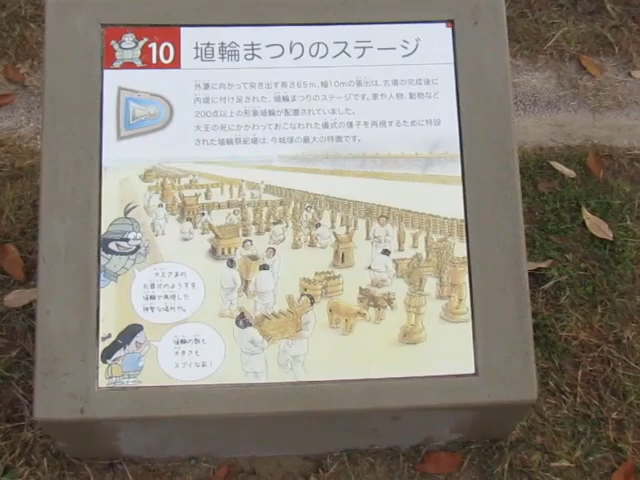 10 埴輪まつりのステージ
外濠に向かって突き出す長さ65m、幅10mの張出は、古墳の完成後に
内堤に付け足された、埴輪まつりのステージです。家や人物、動物など
200点以上の形象埴輪が配置されていました。
大王の死にかかわっておこなわれた儀式の様子を再現するために特設
された埴輪祭祀場は、今城塚の最大の特徴です。
大王さまの
お葬式のようすを
埴輪で再現した
神聖な場所や。
埴輪の数も
大きさも
スゴイなぁ!